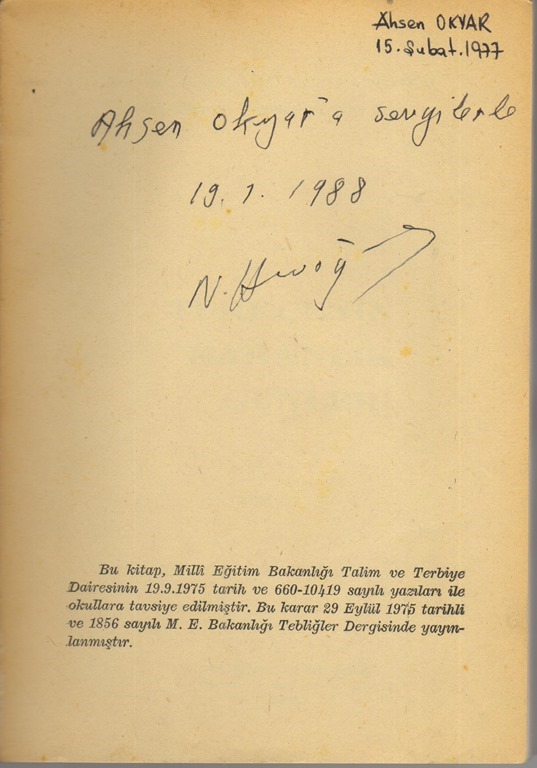 Ahsen OKYAR
15.Şubat.1977
Ahsen Okyar'a sevgilerle
19.1.1988
Bu kitap, Millî Eğitim Bakanlığı Talim ve Terbiye
Dairesinin 19.9.1975 tarih ve 660-10419 sayılı yazıları ile
okullara tavsiye edilmiştir. Bu karar 29 Eylül 1975 tarihli
ve 1856 sayılı M. E. Bakanlığı Tebliğler Dergisinde yayın-
lanmıştır.